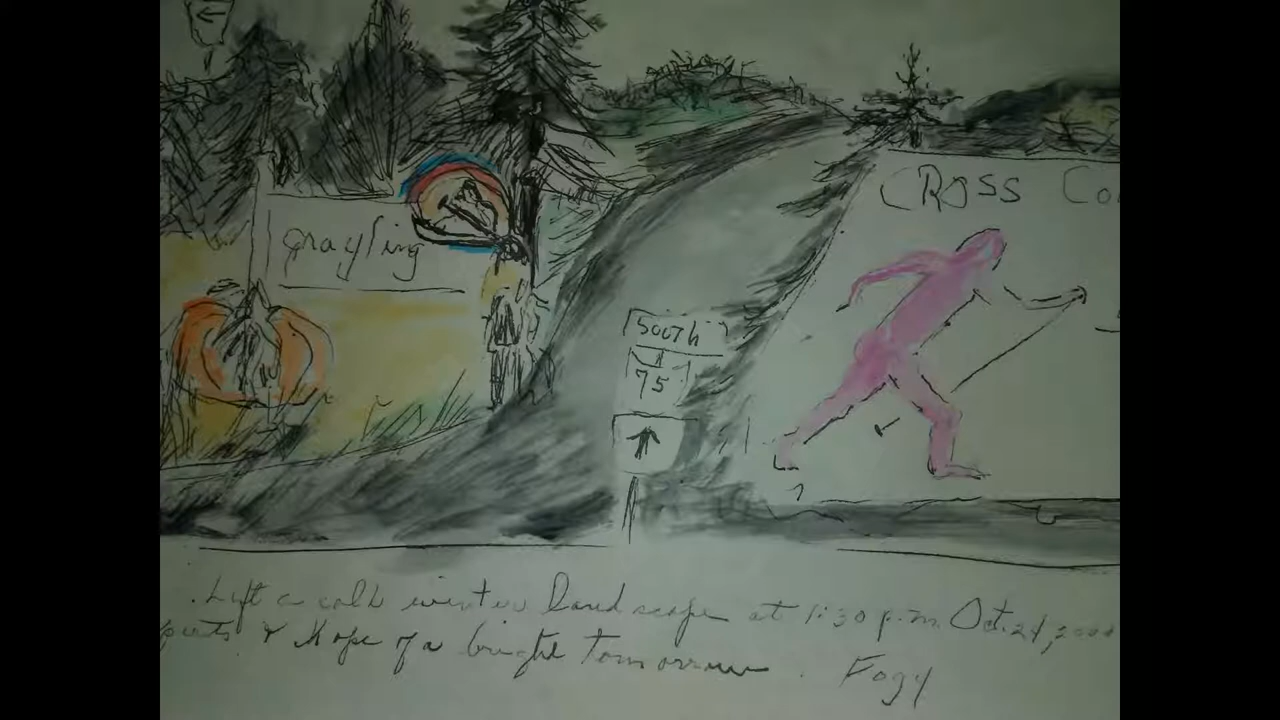 grayling
CROSS Co
SOUTH
75
. Left a cold winter Landscape at 1:30 p.m. Oct. 24,
& Hope of a bright tomorrow . Fogy